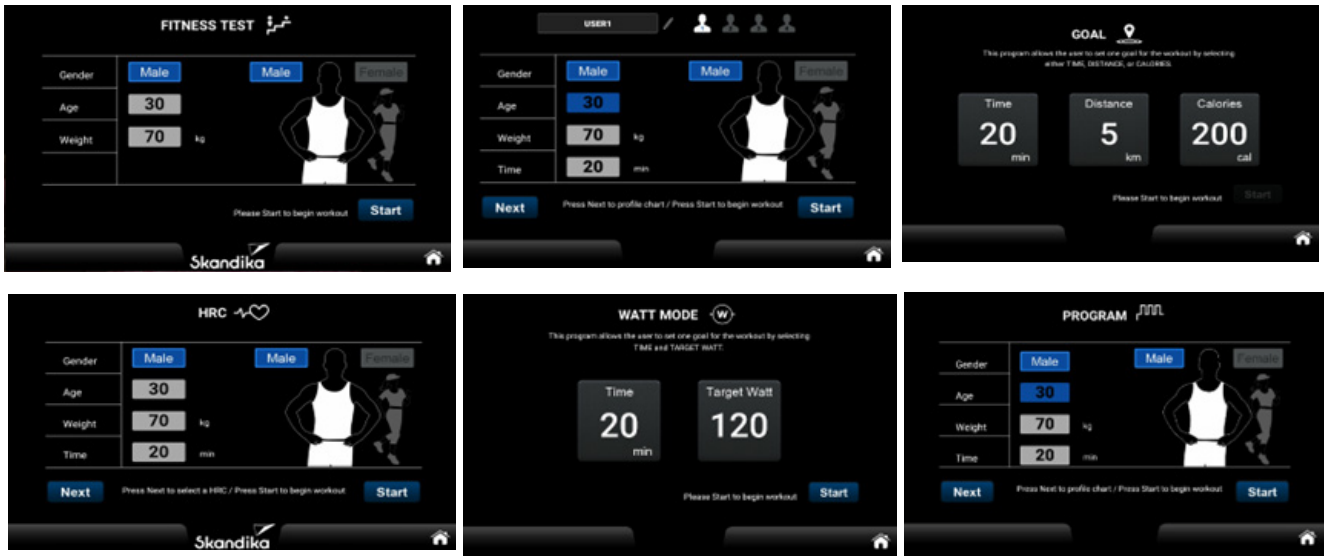 FITNESS TEST
Gender Male Male Female
Age 30
Weight 70 kg
Please Start to begin workout Start
Skandika
USER1
Gender Male Male Female
Age 30
Weight 70 kg
Time 20 min
Next Press Next to profile chart / Press Start to begin workout Start
GOAL
This program allows the user to set one goal for the workout by selecting
either TIME, DISTANCE, or CALORIES.
Time Distance Calories
20 5 200
min km cal
Please Start to begin workout Start
HRC
Gender Male Male Female
Age 30
Weight 70 kg
Time 20 min
Next Press Next to select a HRC / Press Start to begin workout Start
Skandika
WATT MODE W
This program allows the user to set one goal for the workout by selecting
TIME and TARGET WATT.
Time Target Watt
20 120
min
Please Start to begin workout Start
PROGRAM
Gender Male Male Female
Age 30
Weight 70 kg
Time 20 min
Next Press Next to profile chart / Press Start to begin workout Start